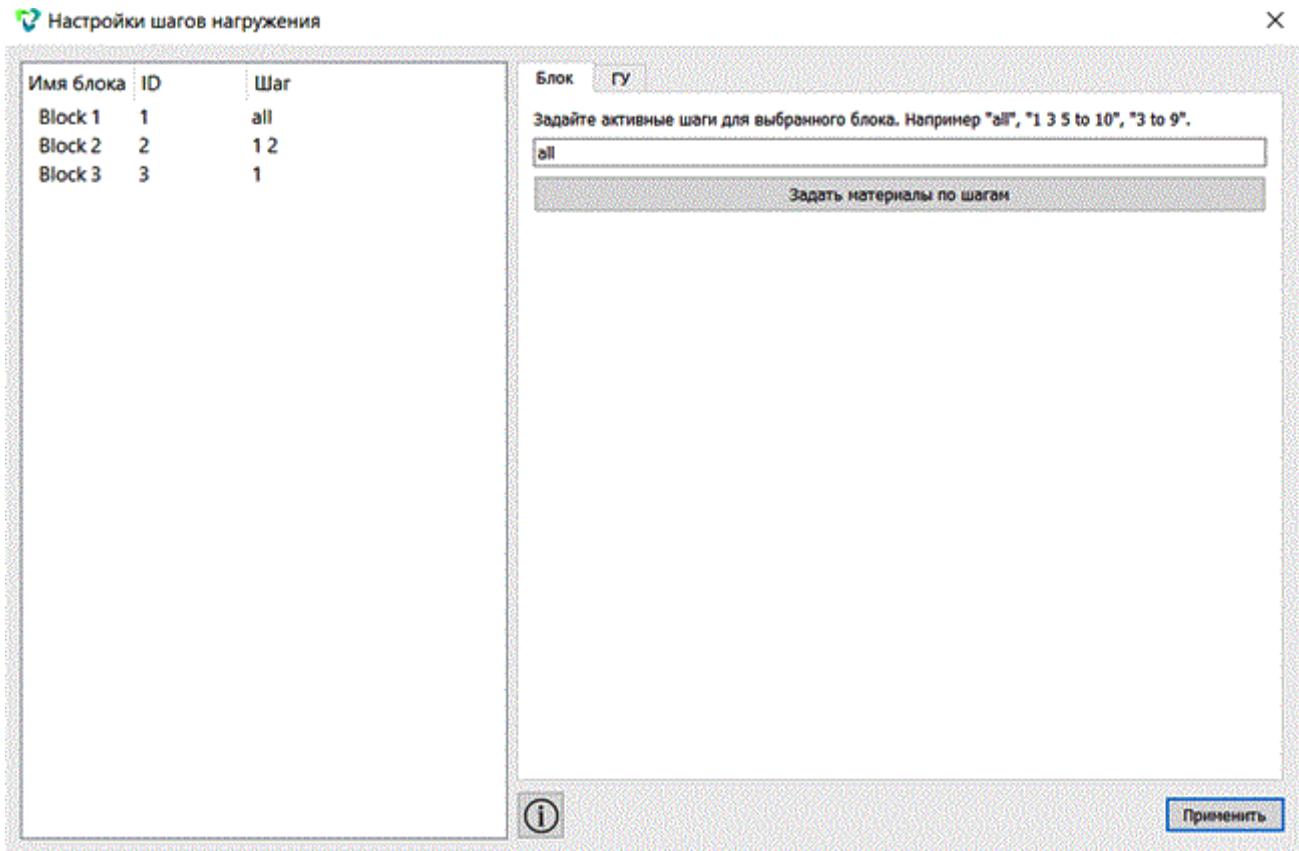 Настройки шагов нагружения
Имя блока ID Шаг
Block 1 1 all
Block 2 2 1 2
Block 3 3 1
Блок ГУ
Задайте активные шаги для выбранного блока. Например "all", "1 3 5 to 10", "3 to 9".
all
Задать материалы по шагам
Применить